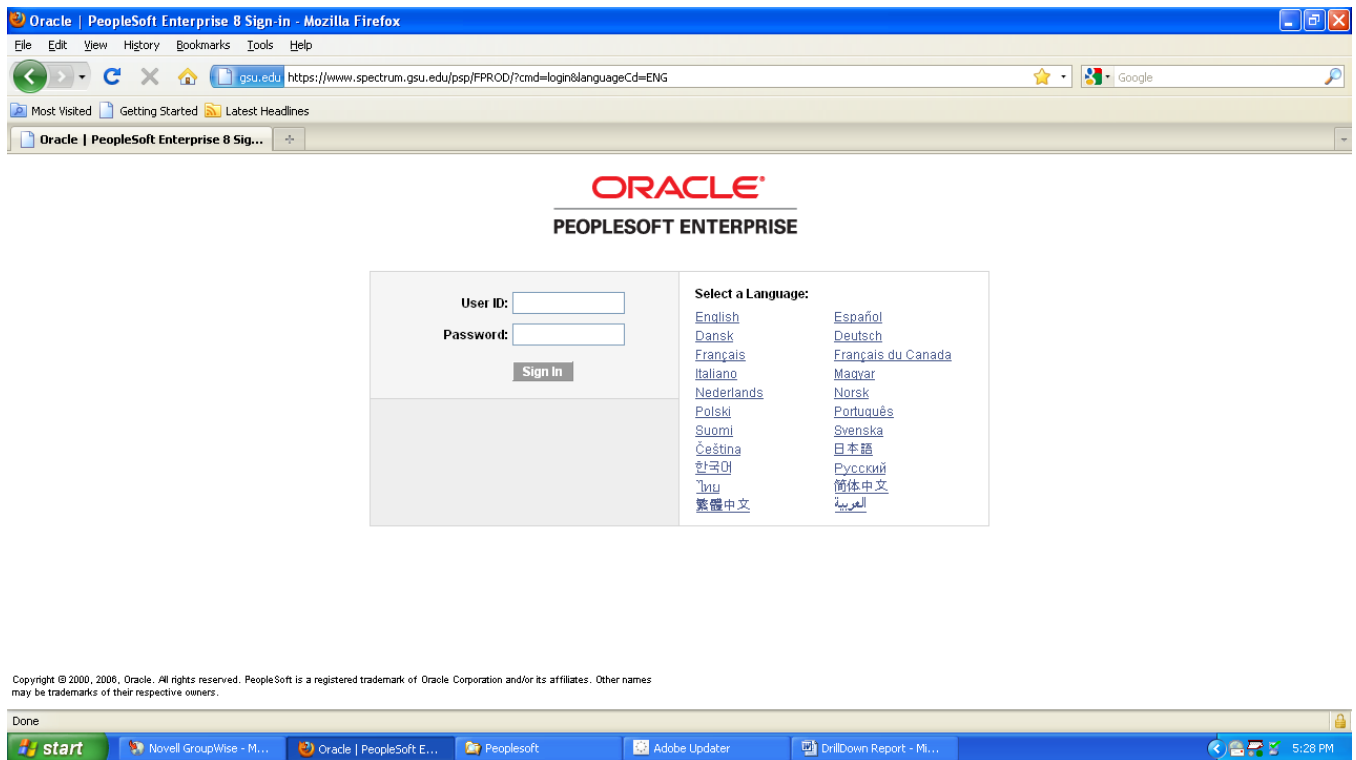 Oracle | PeopleSoft Enterprise 8 Sign-in - Mozilla Firefox
File Edit View History Bookmarks Tools Help
gsu.edu https://www.spectrum.gsu.edu/psp/FPROD/?cmd=login&languageCd=ENG
Google
Most Visited Getting Started Latest Headlines
Oracle | PeopleSoft Enterprise 8 Sig...
ORACLE®
PEOPLESOFT ENTERPRISE
User ID:
Password:
Sign In
Select a Language:
English Español
Dansk Deutsch
Français Français du Canada
Italiano Magyar
Nederlands Norsk
Polski Português
Suomi Svenska
Čeština 日本語
한국어 Русский
ไทย 简体中文
繁體中文 العربية
Copyright © 2000, 2006, Oracle. All rights reserved. PeopleSoft is a registered trademark of Oracle Corporation and/or its affiliates. Other names
may be trademarks of their respective owners.
Done
start Novell GroupWise - M... Oracle | PeopleSoft E... Peoplesoft Adobe Updater DrillDown Report - Mi... 5:28 PM